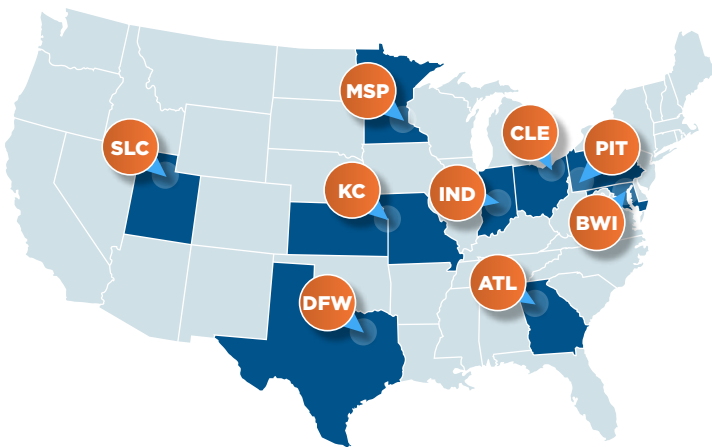 MSP
CLE
SLC
PIT
KC
IND
BWI
ATL
DFW